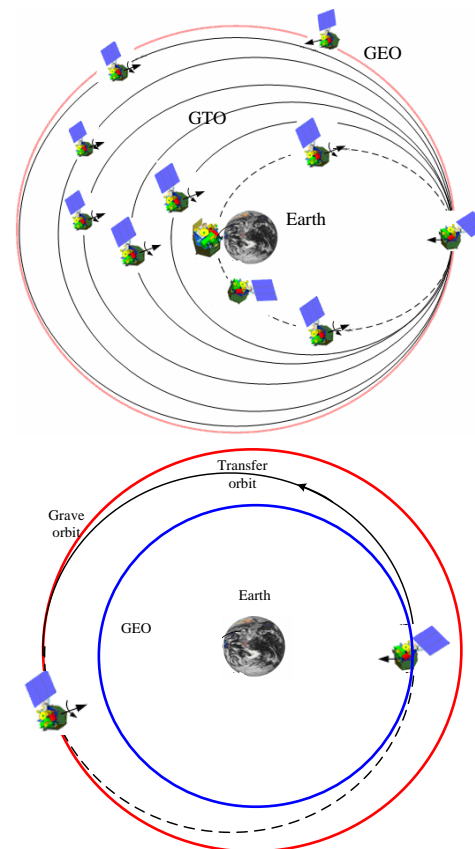 GEO
GTO
Earth
Transfer
orbit
Grave
orbit
Earth
GEO